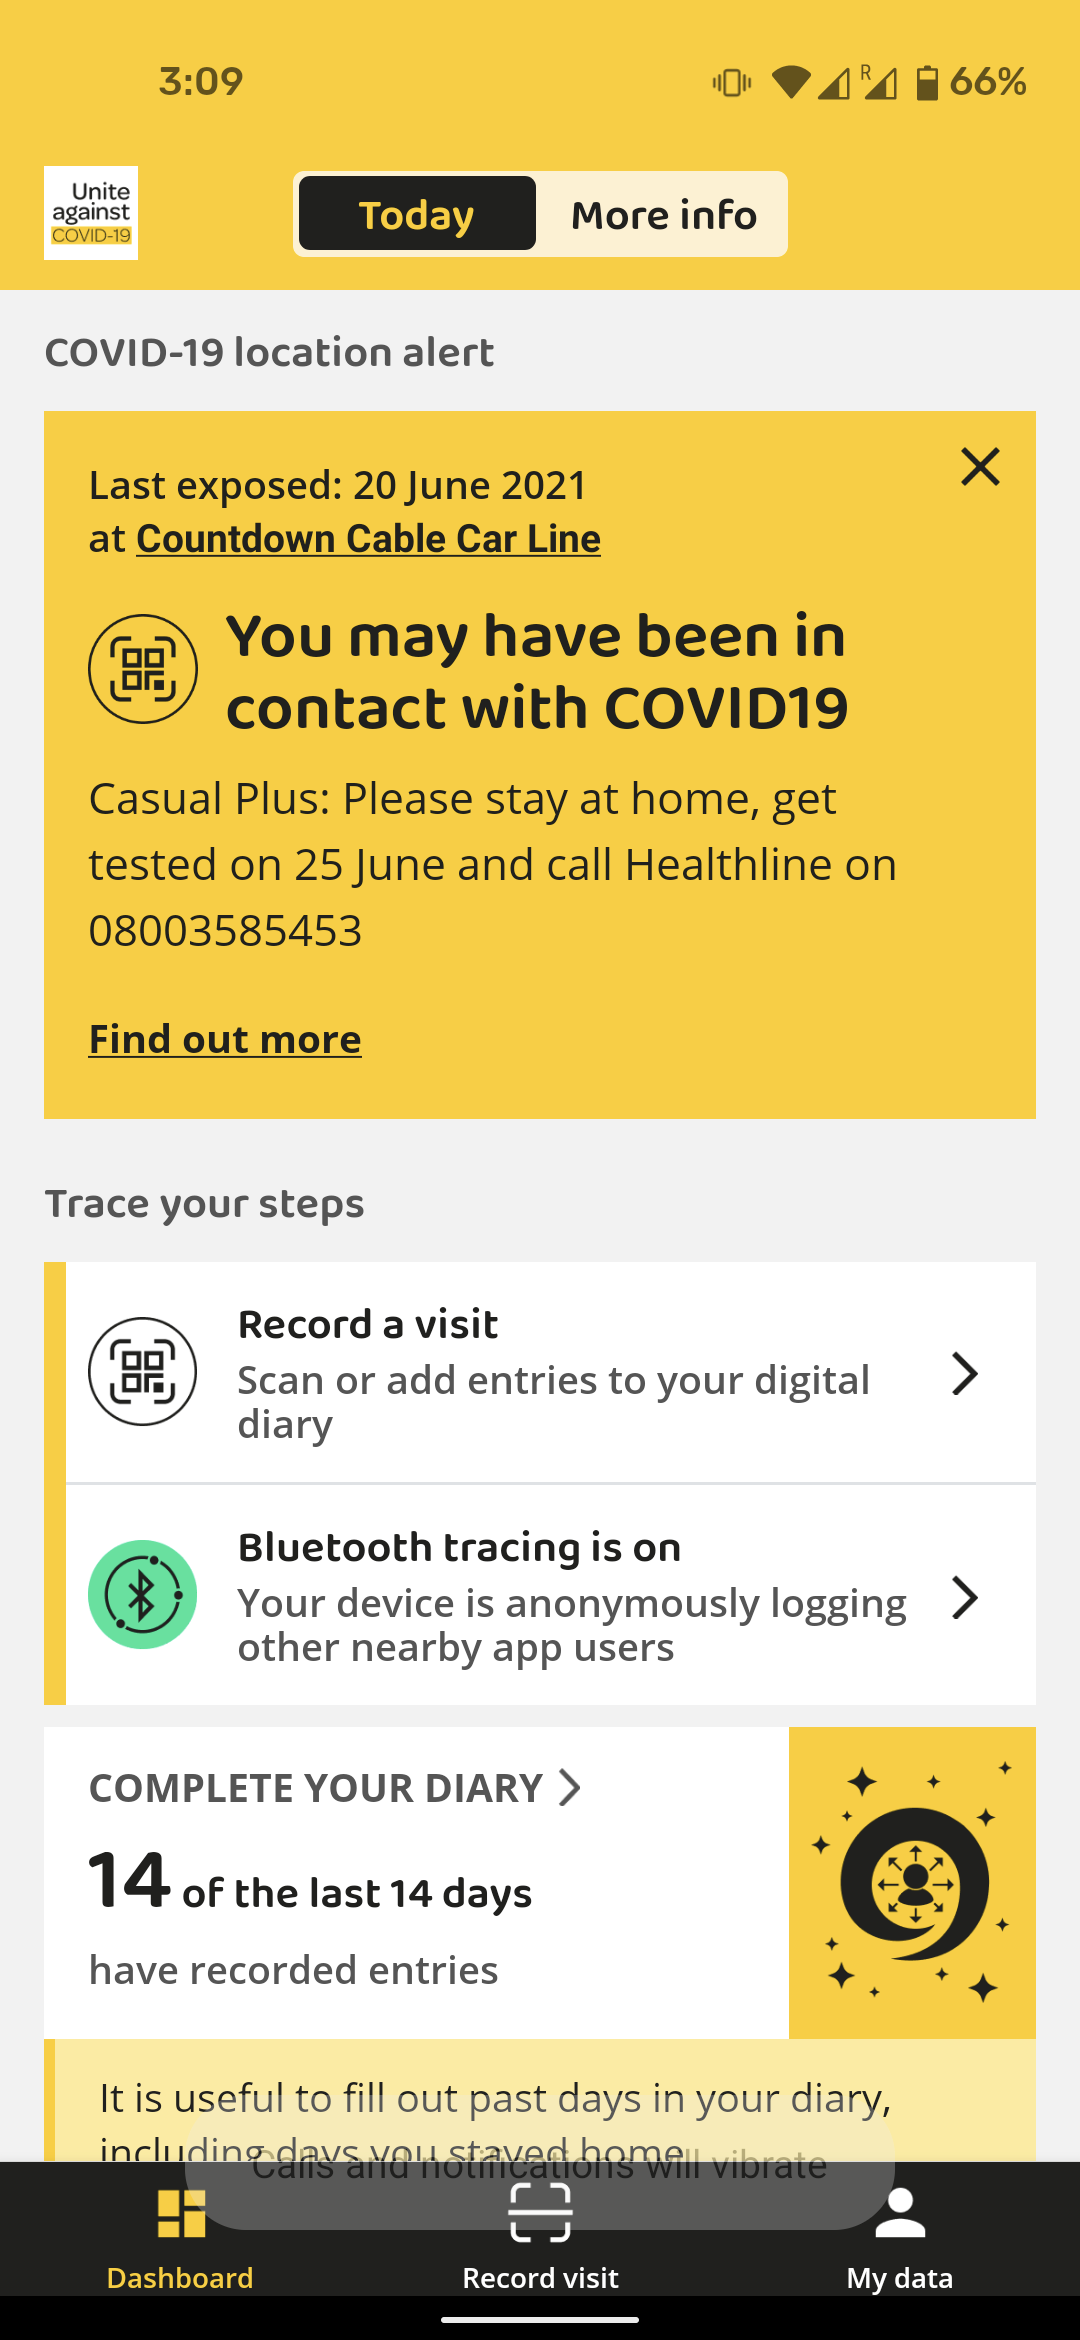 3:09
R
66%
Unite
against
COVID-19
Today
More info
COVID-19 location alert
Last exposed: 20 June 2021
at Countdown Cable Car Line
You may have been in
contact with COVID19
Casual Plus: Please stay at home, get
tested on 25 June and call Healthline on
08003585453
Find out more
Trace your steps
Record a visit
Scan or add entries to your digital
diary
Bluetooth tracing is on
Your device is anonymously logging
other nearby app users
COMPLETE YOUR DIARY
14 of the last 14 days
have recorded entries
It is useful to fill out past days in your diary,
including days you stayed home
Calls and notifications will vibrate
Dashboard
Record visit
My data